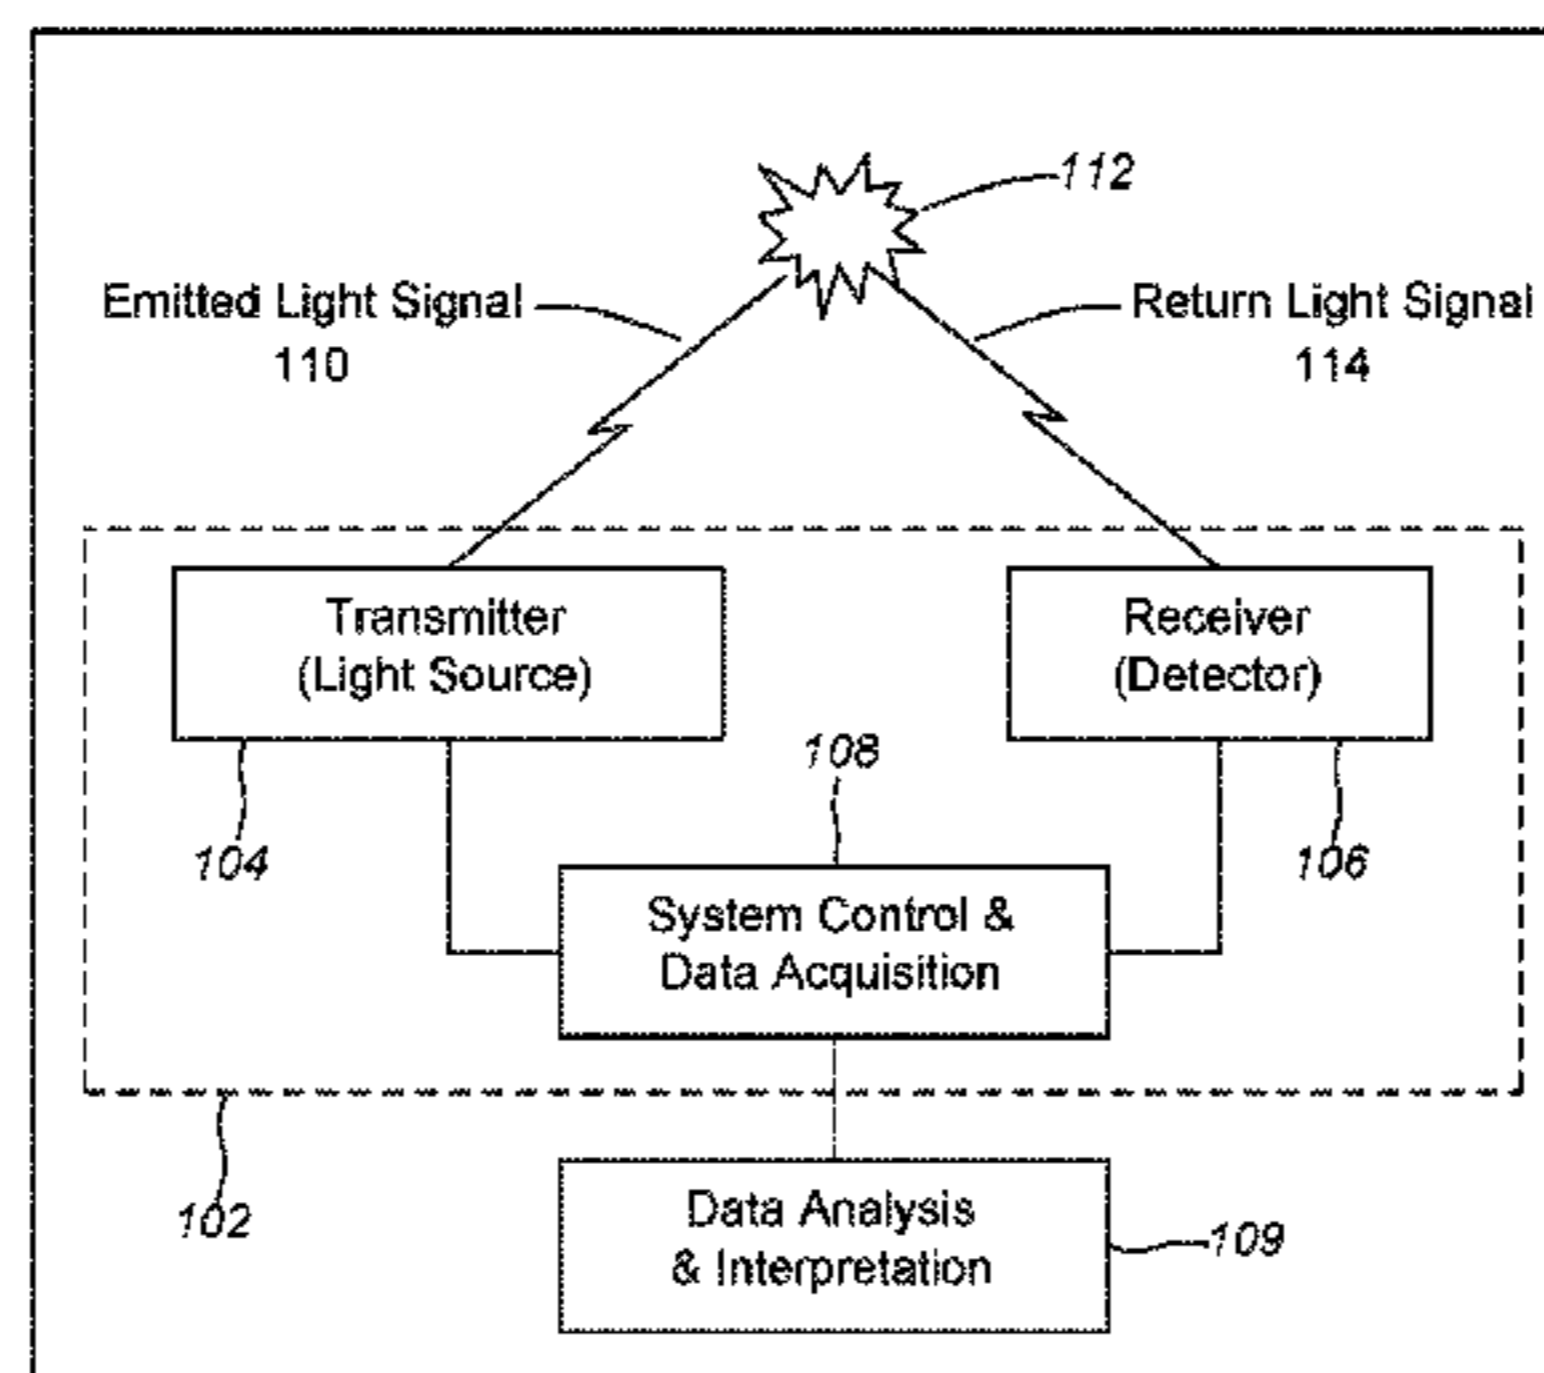 112
Emitted Light Signal
110
Return Light Signal
114
Transmitter
(Light Source)
Receiver
(Detector)
108
104
106
System Control &
Data Acquisition
102
Data Analysis
& Interpretation
109